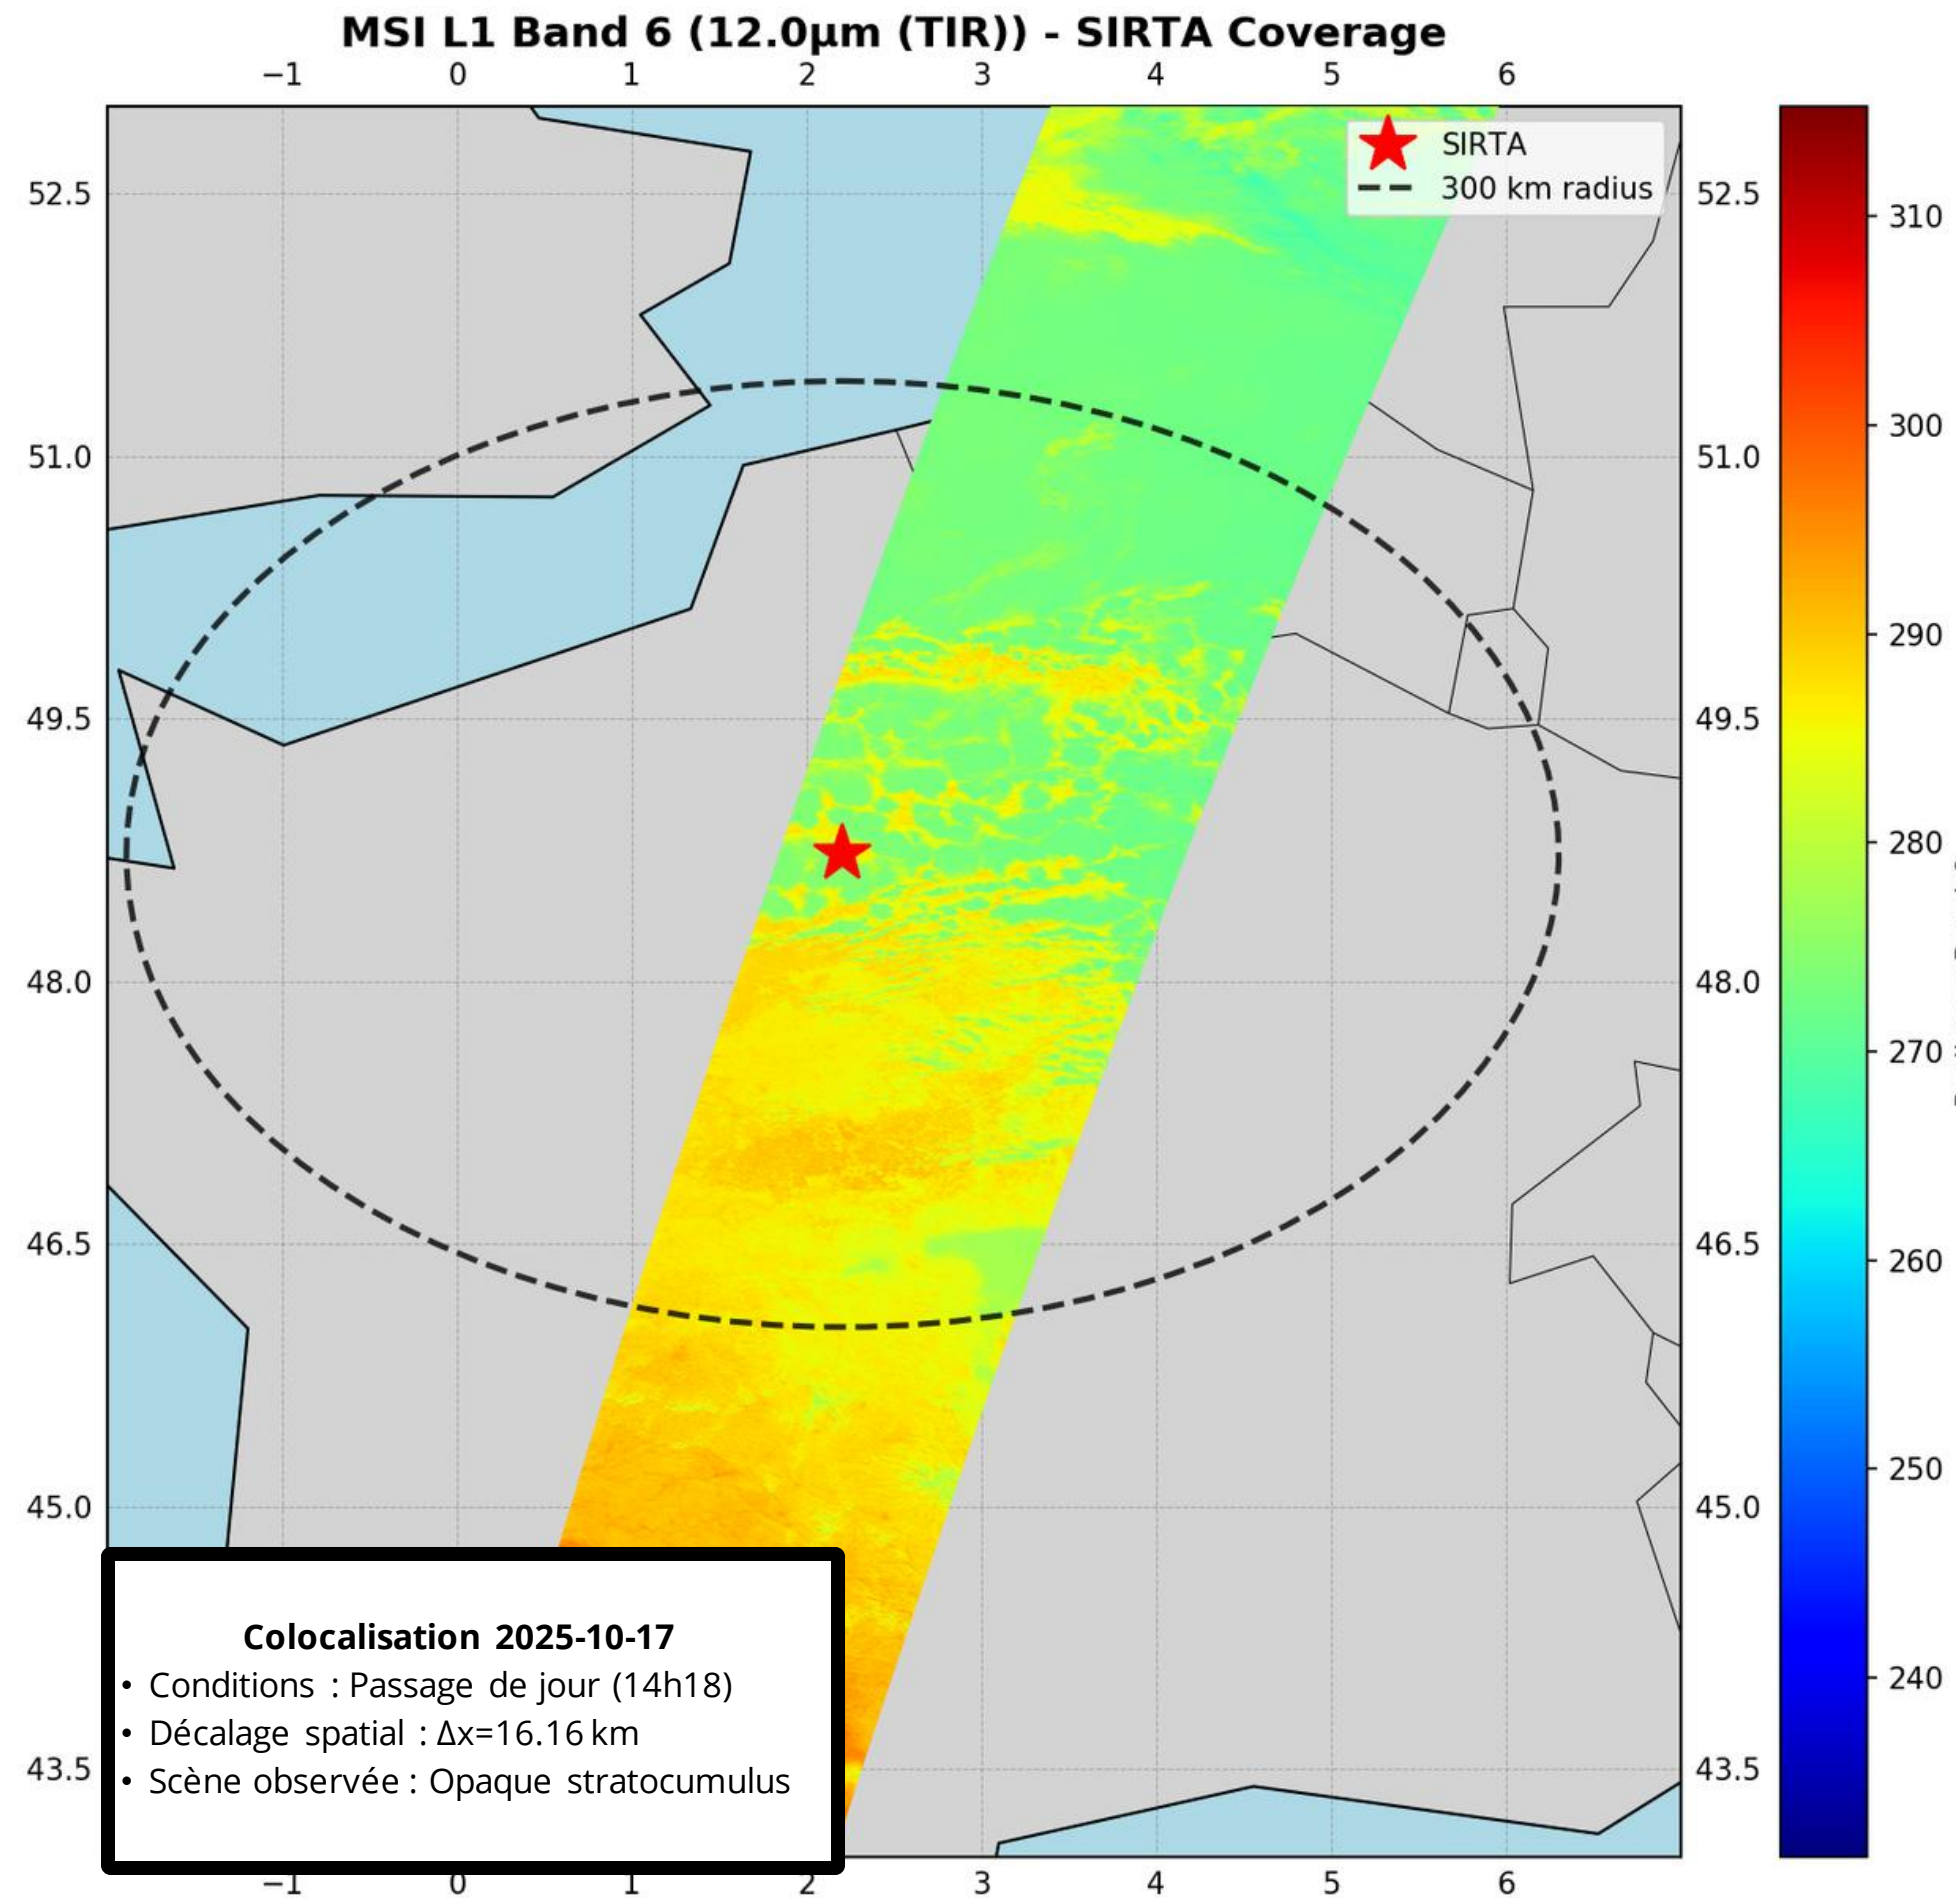 MSI L1 Band 6 (12.0µm (TIR)) - SIRTA Coverage
−1 0 1 2 3 4 5 6
SIRTA
300 km radius
52.5 52.5
51.0 51.0
49.5 49.5
48.0 48.0
46.5 46.5
45.0 45.0
43.5 43.5
310
300
290
280
270
260
250
240
Colocalisation 2025-10-17
• Conditions : Passage de jour (14h18)
• Décalage spatial : Δx=16.16 km
• Scène observée : Opaque stratocumulus
−1 0 1 2 3 4 5 6